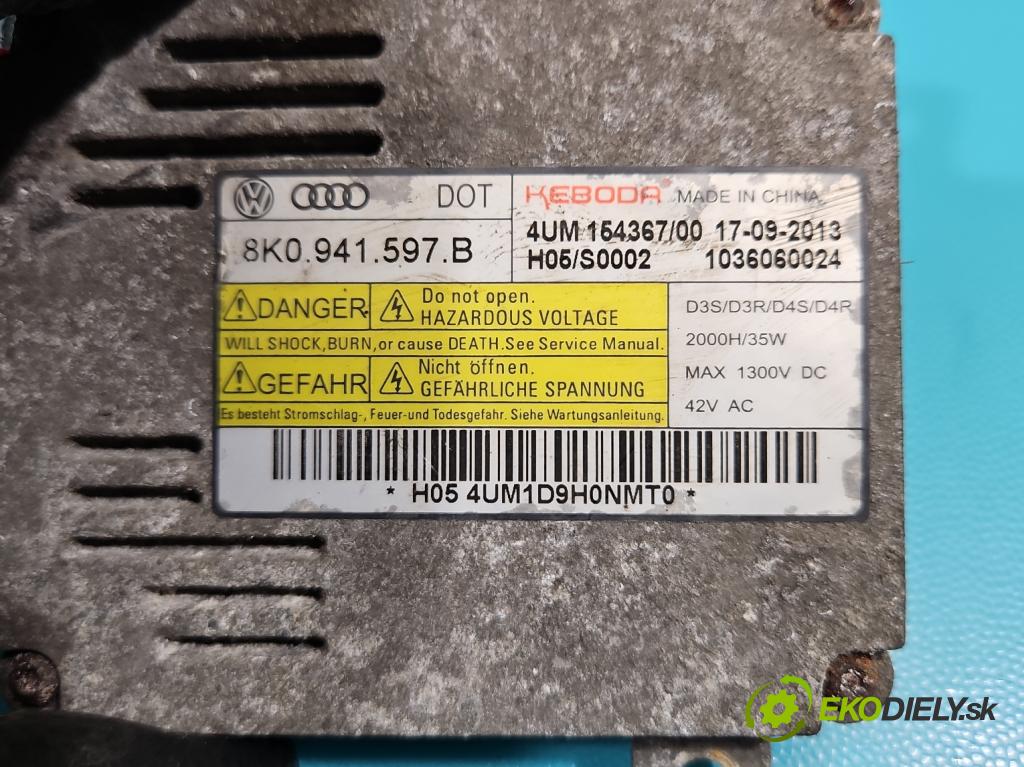 DOT
KEBODA MADE IN CHINA
8K0.941.597.B
4UM 154367/00 17-09-2013
H05/S0002 1036060024
DANGER
Do not open.
HAZARDOUS VOLTAGE
WILL SHOCK, BURN, or cause DEATH. See Service Manual.
GEFAHR
Nicht öffnen.
GEFÄHRLICHE SPANNUNG
Es besteht Stromschlag-, Feuer-und Todesgefahr. Siehe Wartungsanleitung.
D3S/D3R/D4S/D4R
2000H/35W
MAX 1300V DC
42V AC
* H05 4UM1D9H0NMT0 *
EKODIELY.sk